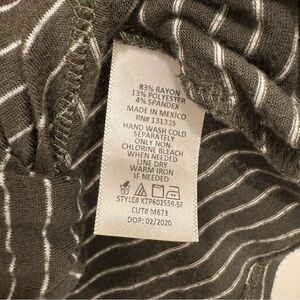 83% RAYON
13% POLYESTER
4% SPANDEX
MADE IN MEXICO
RN# 131335
HAND WASH COLD
SEPARATELY
ONLY NON-
CHLORINE BLEACH
WHEN NEEDED
LINE DRY
WARM IRON
IF NEEDED
STYLE# KTP602559-SF
CUT# M673
DOP: 02/2020